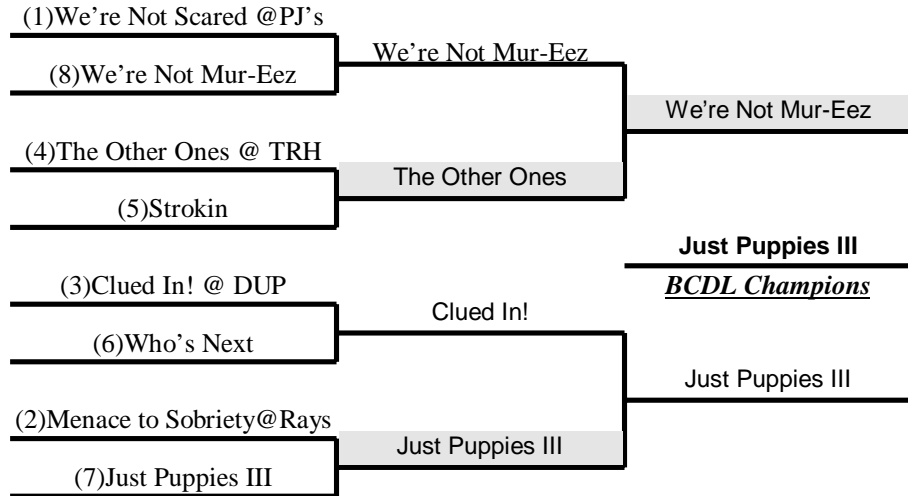 (1)We’re Not Scared @PJ’s
We’re Not Mur-Eez
(8)We’re Not Mur-Eez
We’re Not Mur-Eez
(4)The Other Ones @ TRH
The Other Ones
(5)Strokin
Just Puppies III
BCDL Champions
(3)Clued In! @ DUP
Clued In!
(6)Who’s Next
Just Puppies III
(2)Menace to Sobriety@Rays
Just Puppies III
(7)Just Puppies III